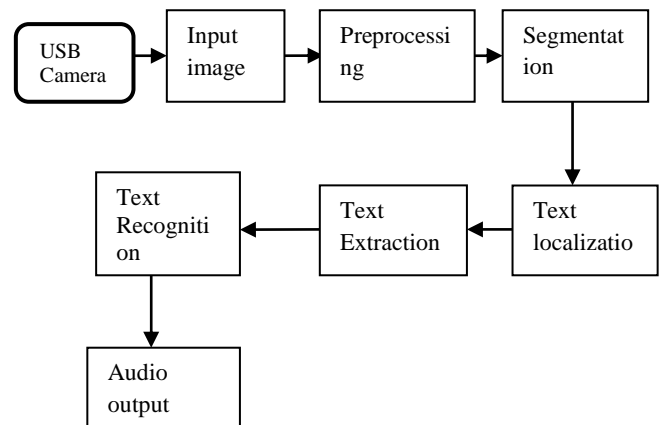 USB
Camera
Input
image
Preprocessi
ng
Segmentat
ion
Text
localizatio
Text
Extraction
Text
Recogniti
on
Audio
output